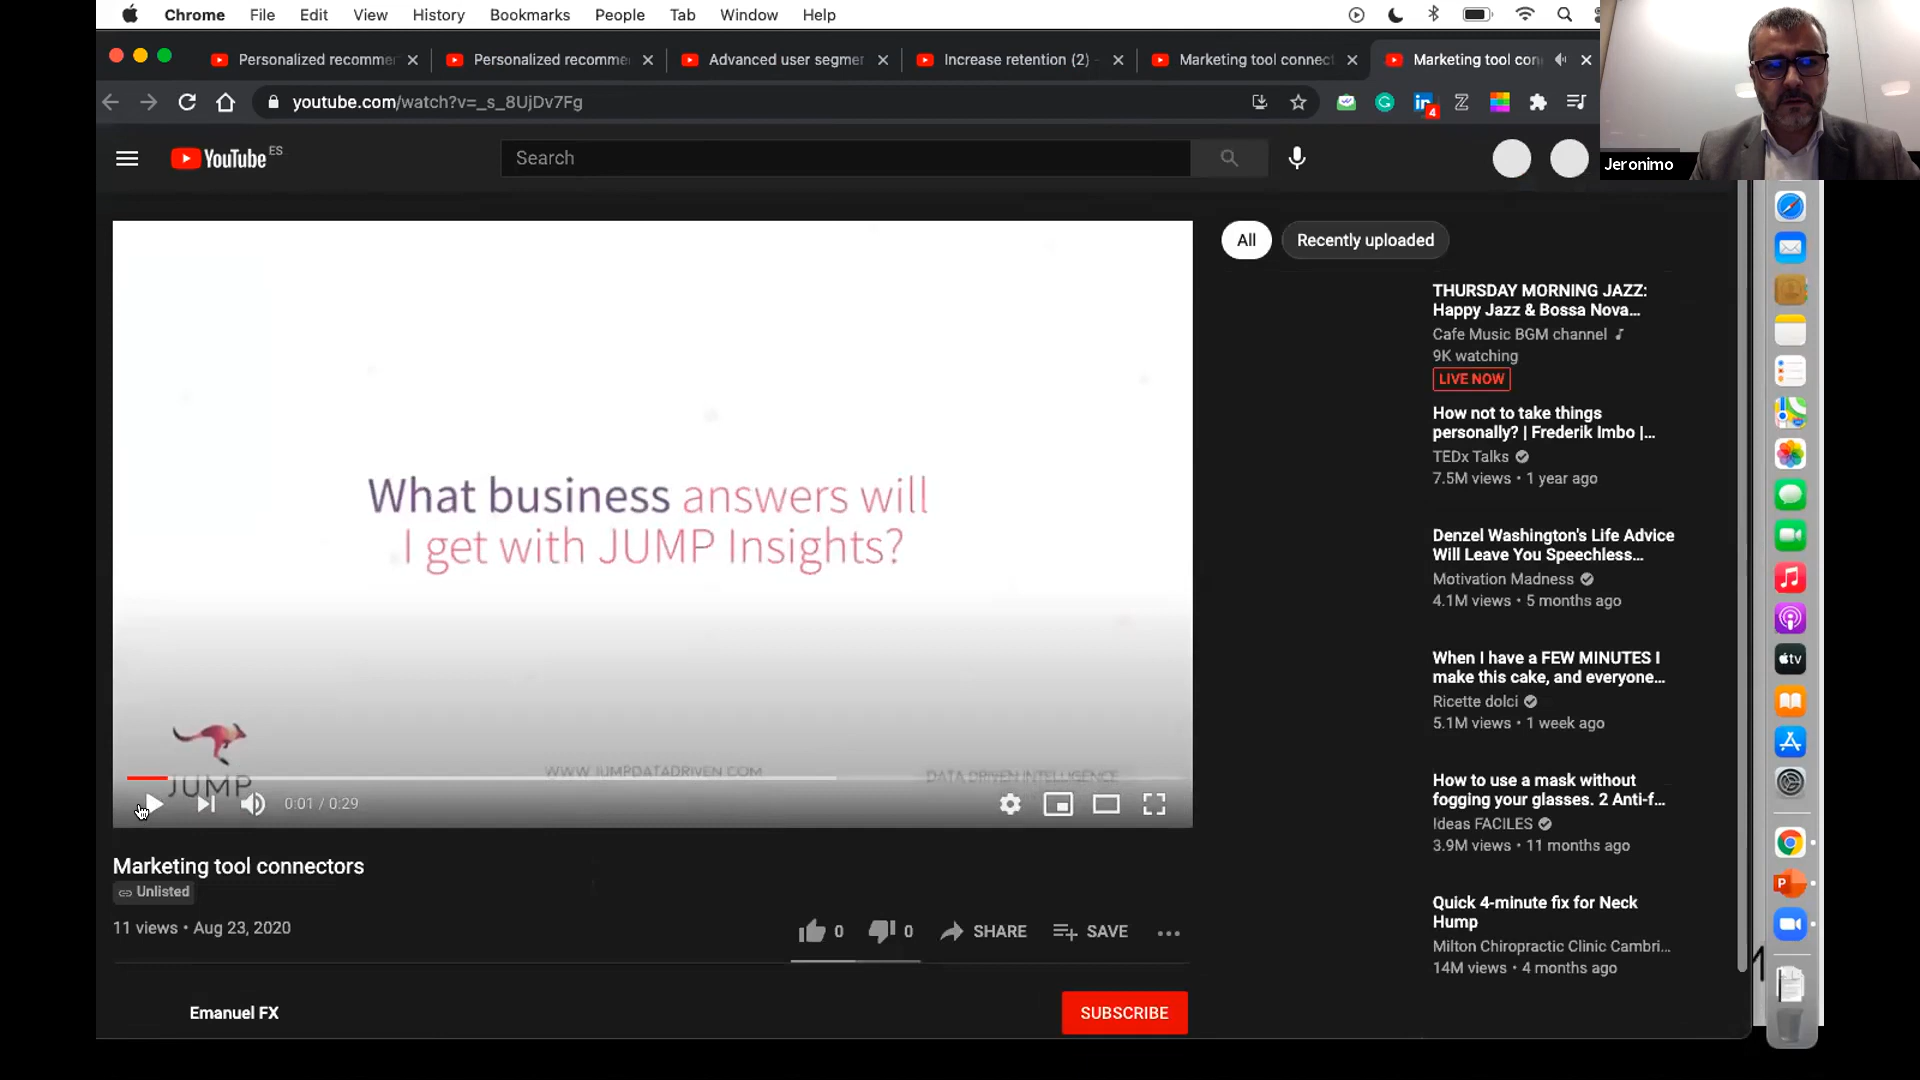 Chrome File Edit View History Bookmarks People Tab Window Help
Personalized recomme Personalized recomme Advanced user segmer Increase retention (2) Marketing tool connect Marketing tool con
youtube.com/watch?v=_s_8UjDv7Fg
4
Jeronimo
YouTube ES
Search
All Recently uploaded
What business answers will
I get with JUMP Insights?
JUMP
WWW.JUMPDATADRIVEN.COM
DATA DRIVEN INTELLIGENCE
0:01 / 0:29
Marketing tool connectors
Unlisted
11 views • Aug 23, 2020
0 0 SHARE SAVE
Emanuel FX
SUBSCRIBE
THURSDAY MORNING JAZZ:
Happy Jazz & Bossa Nova...
Cafe Music BGM channel
9K watching
LIVE NOW
How not to take things
personally? | Frederik Imbo |...
TEDx Talks
7.5M views • 1 year ago
Denzel Washington's Life Advice
Will Leave You Speechless...
Motivation Madness
4.1M views • 5 months ago
When I have a FEW MINUTES I
make this cake, and everyone...
Ricette dolci
5.1M views • 1 week ago
How to use a mask without
fogging your glasses. 2 Anti-f...
Ideas FACILES
3.9M views • 11 months ago
Quick 4-minute fix for Neck
Hump
Milton Chiropractic Clinic Cambri...
14M views • 4 months ago
tv